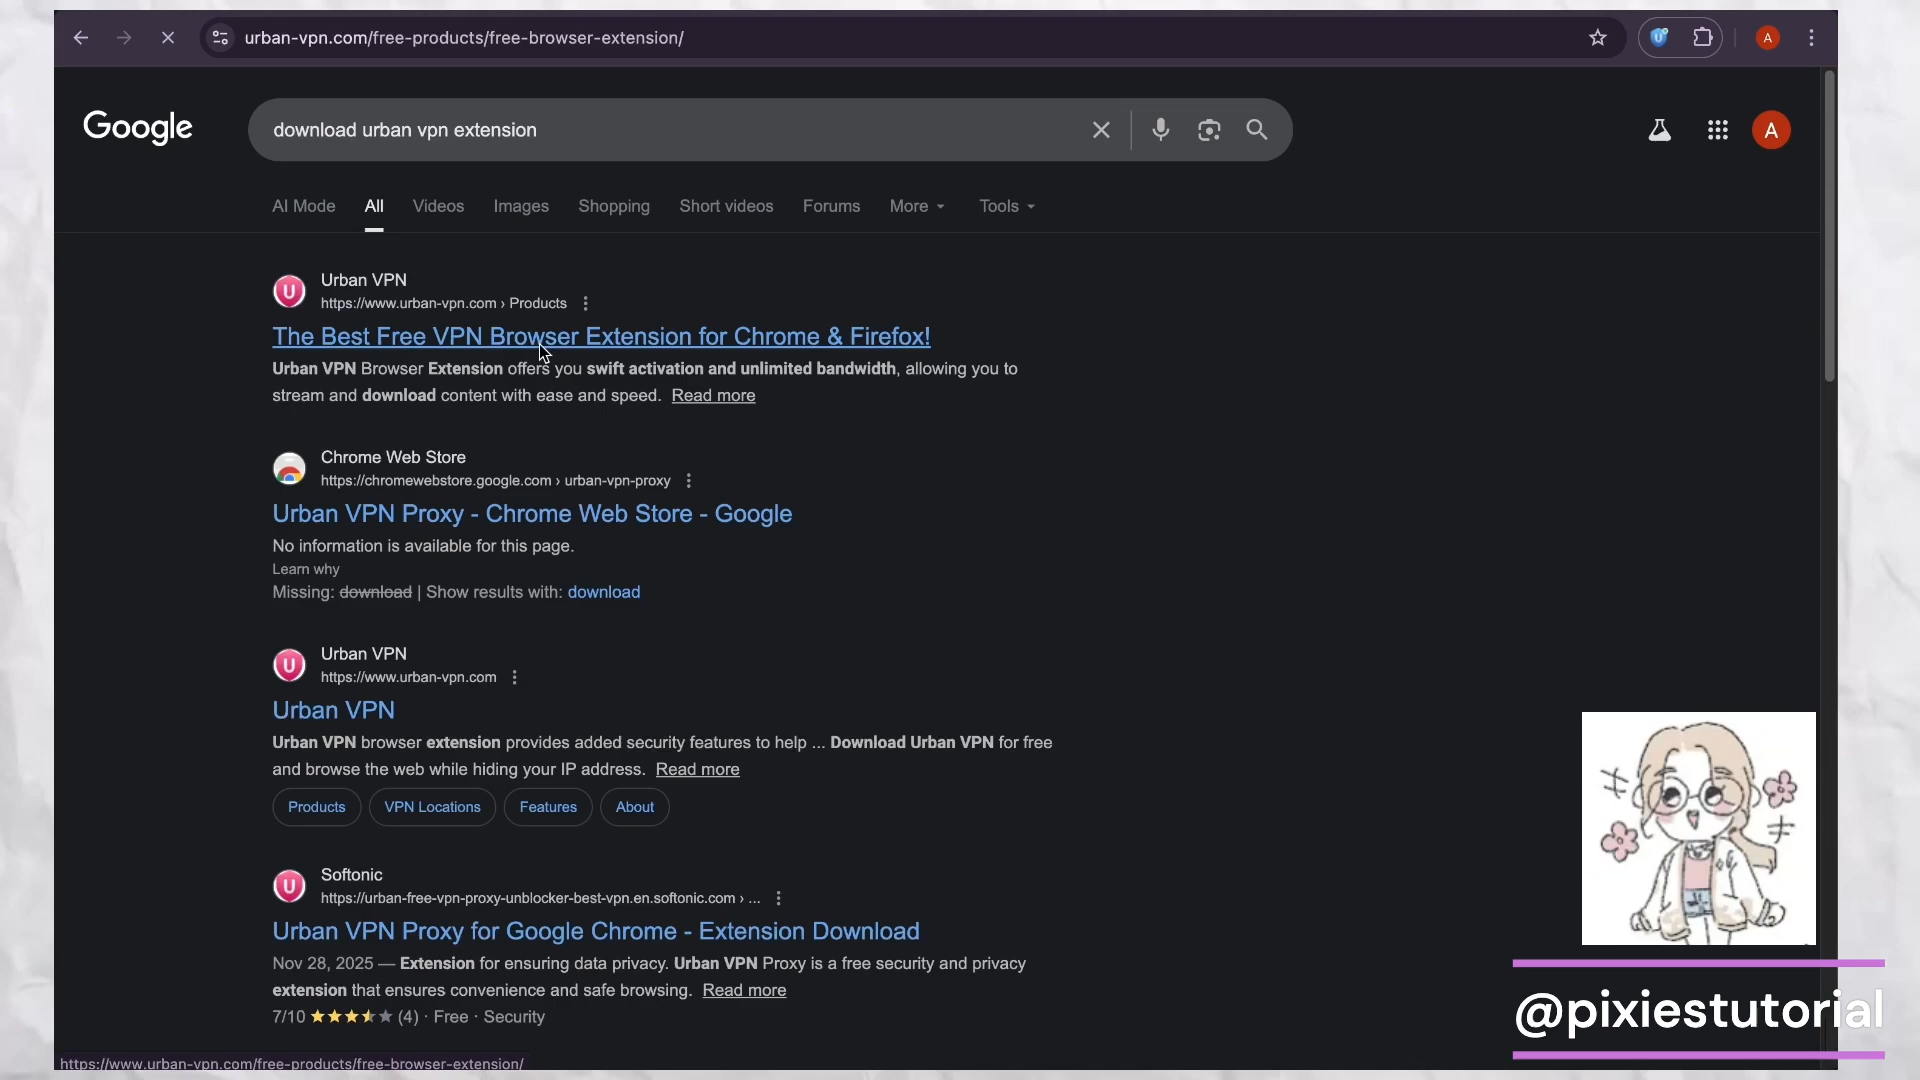 urban-vpn.com/free-products/free-browser-extension/
A
Google
download urban vpn extension
A
AI Mode
All
Videos
Images
Shopping
Short videos
Forums
More
Tools
U
Urban VPN
https://www.urban-vpn.com › Products
The Best Free VPN Browser Extension for Chrome & Firefox!
Urban VPN Browser Extension offers you swift activation and unlimited bandwidth, allowing you to
stream and download content with ease and speed. Read more
Chrome Web Store
https://chromewebstore.google.com › urban-vpn-proxy
Urban VPN Proxy - Chrome Web Store - Google
No information is available for this page.
Learn why
Missing: download | Show results with: download
U
Urban VPN
https://www.urban-vpn.com
Urban VPN
Urban VPN browser extension provides added security features to help ... Download Urban VPN for free
and browse the web while hiding your IP address. Read more
Products
VPN Locations
Features
About
U
Softonic
https://urban-free-vpn-proxy-unblocker-best-vpn.en.softonic.com › ...
Urban VPN Proxy for Google Chrome - Extension Download
Nov 28, 2025 — Extension for ensuring data privacy. Urban VPN Proxy is a free security and privacy
extension that ensures convenience and safe browsing. Read more
7/10 ★★★★★ (4) · Free · Security
@pixiestutorial
https://www.urban-vpn.com/free-products/free-browser-extension/